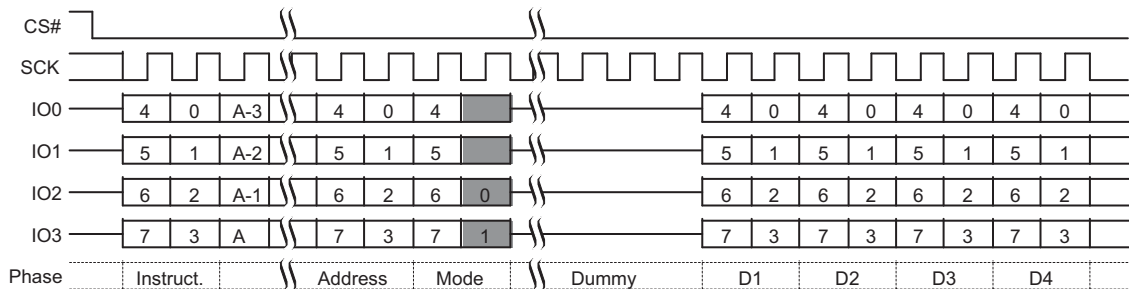 CS#
SCK
IO0 4 0 A-3 4 0 4 4 0 4 0 4 0 4 0
IO1 5 1 A-2 5 1 5 5 1 5 1 5 1 5 1
IO2 6 2 A-1 6 2 6 0 6 2 6 2 6 2 6 2
IO3 7 3 A 7 3 7 1 7 3 7 3 7 3 7 3
Phase Instruct. Address Mode Dummy D1 D2 D3 D4